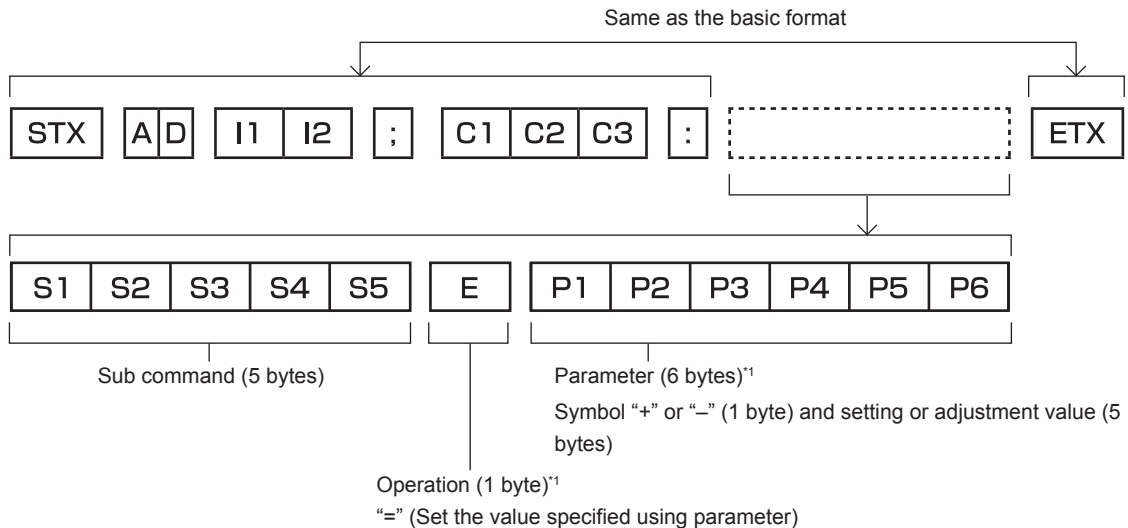 Same as the basic format
STX A D I1 I2 ; C1 C2 C3 : ETX
S1 S2 S3 S4 S5 E P1 P2 P3 P4 P5 P6
Sub command (5 bytes)
Parameter (6 bytes)*1
Symbol “+” or “–” (1 byte) and setting or adjustment value (5
bytes)
Operation (1 byte)*1
“=” (Set the value specified using parameter)